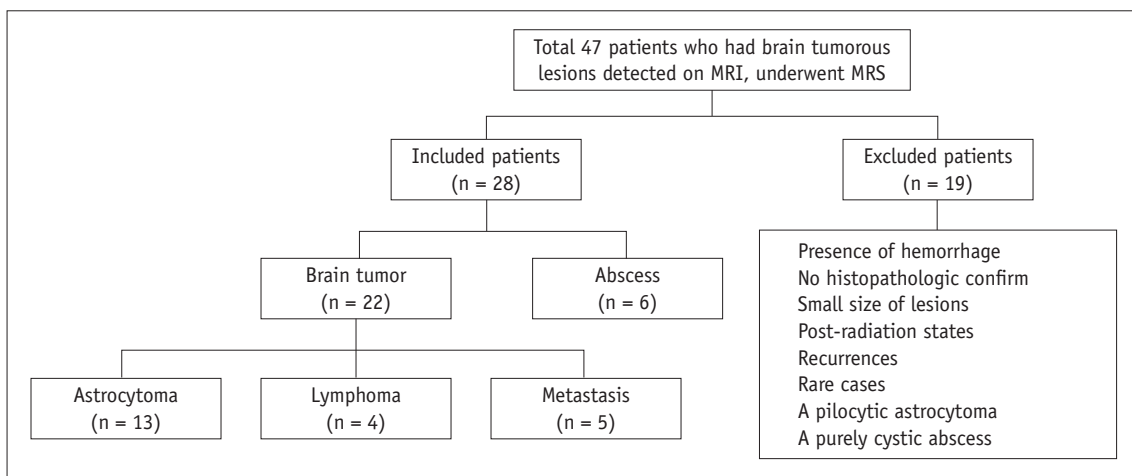 Total 47 patients who had brain tumorous
lesions detected on MRI, underwent MRS
Included patients
(n = 28)
Excluded patients
(n = 19)
Brain tumor
(n = 22)
Abscess
(n = 6)
Presence of hemorrhage
No histopathologic confirm
Small size of lesions
Post-radiation states
Recurrences
Rare cases
A pilocytic astrocytoma
A purely cystic abscess
Astrocytoma
(n = 13)
Lymphoma
(n = 4)
Metastasis
(n = 5)